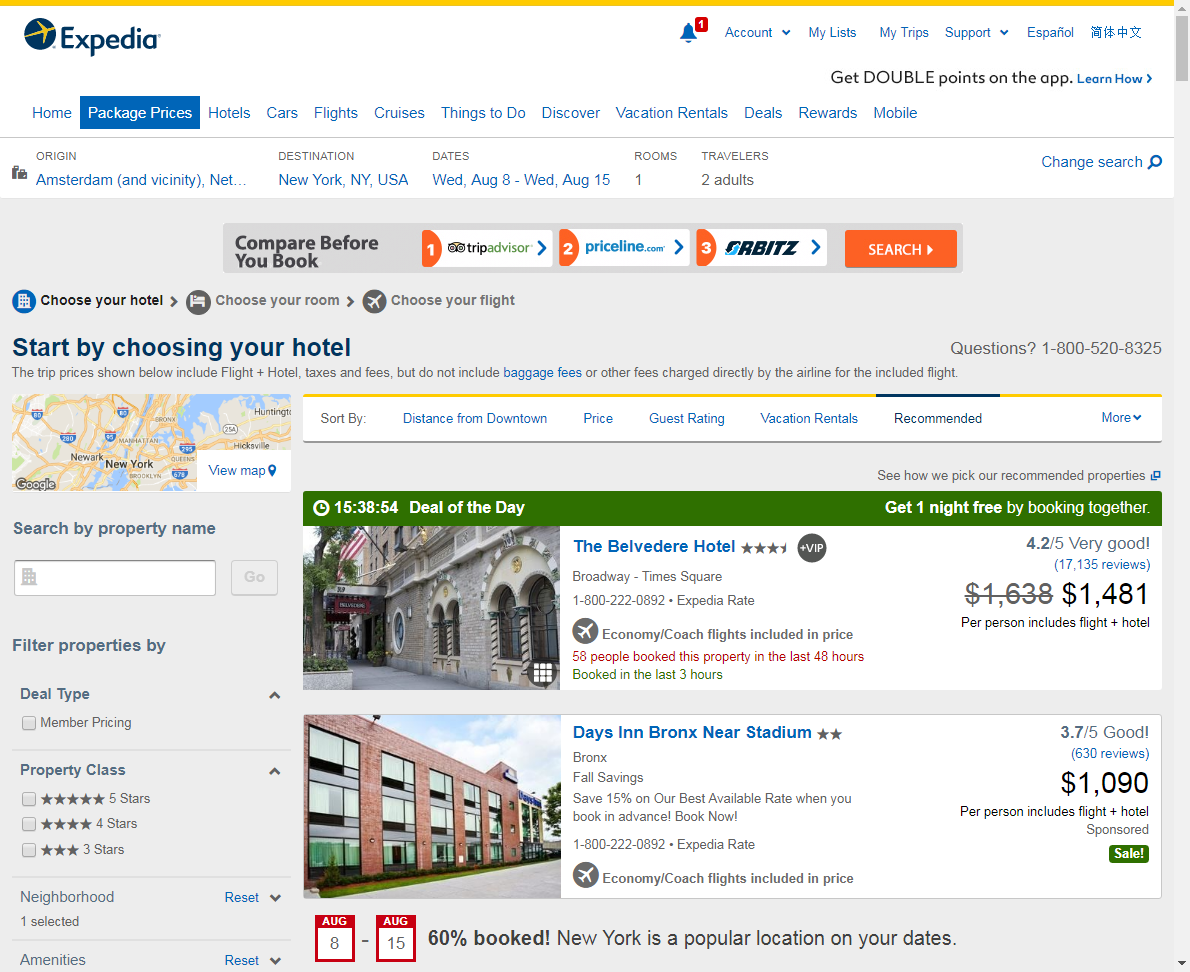 Expedia
1
Account
My Lists
My Trips
Support
Español
简体中文
Get DOUBLE points on the app. Learn How
Home
Package Prices
Hotels
Cars
Flights
Cruises
Things to Do
Discover
Vacation Rentals
Deals
Rewards
Mobile
ORIGIN
Amsterdam (and vicinity), Net...
DESTINATION
New York, NY, USA
DATES
Wed, Aug 8 - Wed, Aug 15
ROOMS
1
TRAVELERS
2 adults
Change search
Compare Before
You Book
1 tripadvisor
2 priceline.com
3 ORBITZ
SEARCH
Choose your hotel
Choose your room
Choose your flight
Start by choosing your hotel
Questions? 1-800-520-8325
The trip prices shown below include Flight + Hotel, taxes and fees, but do not include baggage fees or other fees charged directly by the airline for the included flight.
80
280
95
BRONX
MANHATTAN
Newark
New York
BROOKLYN
QUEENS
295
678
25A
Huntingt
Hicksville
Google
View map
Sort By:
Distance from Downtown
Price
Guest Rating
Vacation Rentals
Recommended
More
See how we pick our recommended properties
Search by property name
Go
Filter properties by
Deal Type
Member Pricing
Property Class
5 Stars
4 Stars
3 Stars
Neighborhood
Reset
1 selected
Amenities
Reset
15:38:54 Deal of the Day
Get 1 night free by booking together.
BELVEDERE
The Belvedere Hotel
+VIP
Broadway - Times Square
1-800-222-0892 • Expedia Rate
Economy/Coach flights included in price
58 people booked this property in the last 48 hours
Booked in the last 3 hours
4.2/5 Very good!
(17,135 reviews)
$1,638 $1,481
Per person includes flight + hotel
Days Inn
Days Inn Bronx Near Stadium
Bronx
Fall Savings
Save 15% on Our Best Available Rate when you
book in advance! Book Now!
1-800-222-0892 • Expedia Rate
Economy/Coach flights included in price
3.7/5 Good!
(630 reviews)
$1,090
Per person includes flight + hotel
Sponsored
Sale!
AUG
8
-
AUG
15
60% booked! New York is a popular location on your dates.